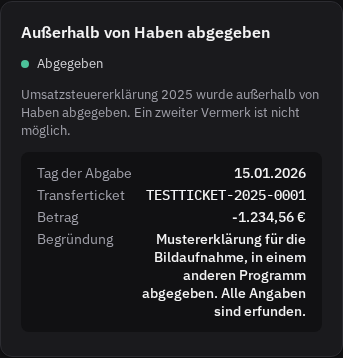 Außerhalb von Haben abgegeben
Abgegeben
Umsatzsteuererklärung 2025 wurde außerhalb von
Haben abgegeben. Ein zweiter Vermerk ist nicht
möglich.
Tag der Abgabe 15.01.2026
Transferticket TESTTICKET-2025-0001
Betrag -1.234,56 €
Begründung Mustererklärung für die
Bildaufnahme, in einem
anderen Programm
abgegeben. Alle Angaben
sind erfunden.